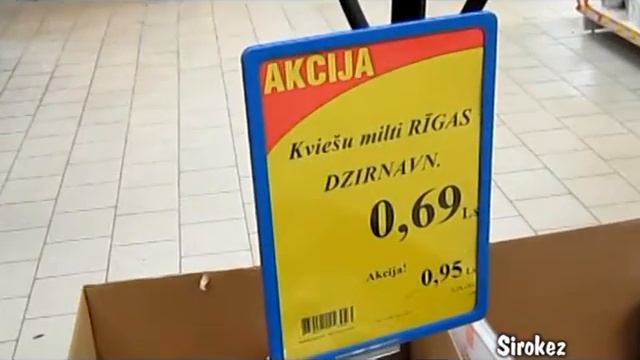 AKCIJA
Kviešu milti RĪGAS
DZIRNAVN.
0,69 Ls
Akcija! 0,95 Ls
Sirokez